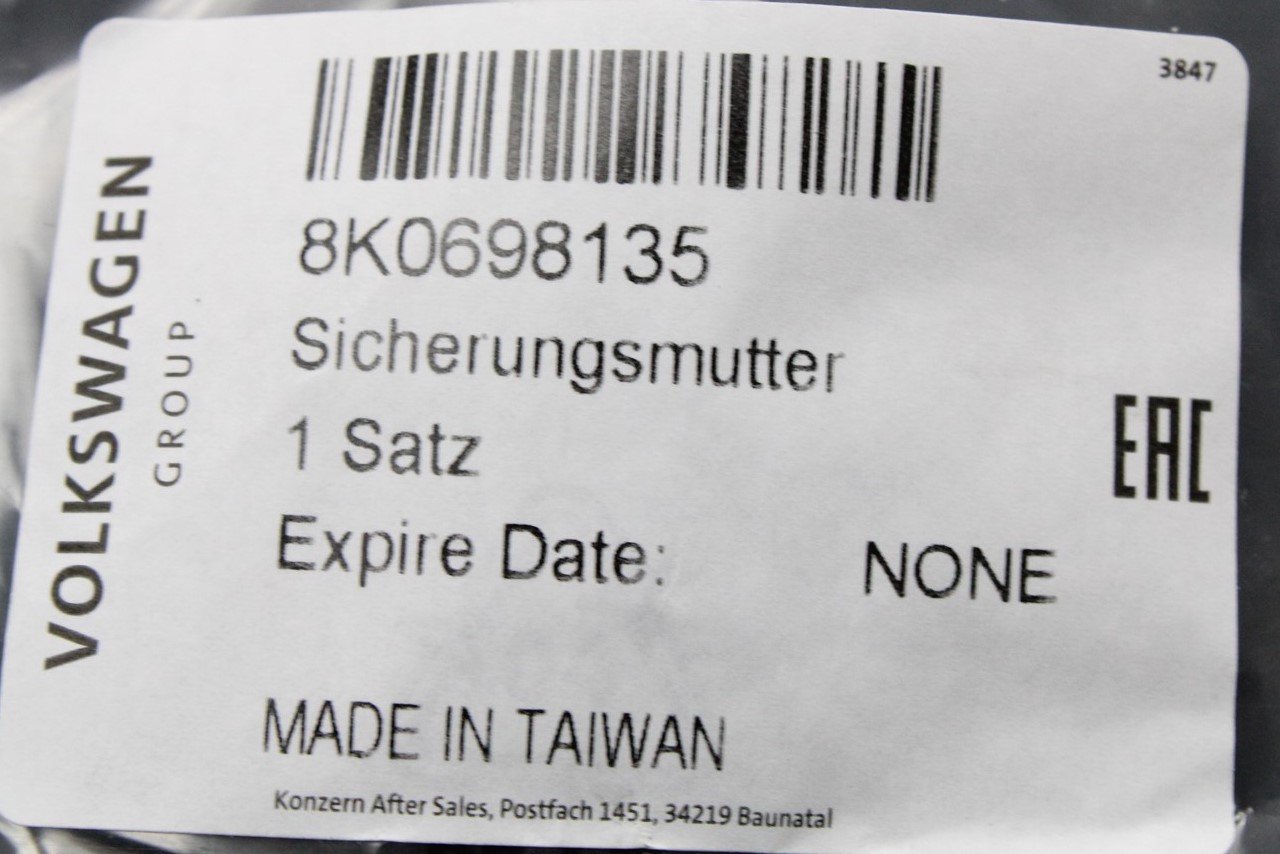 3847
8K0698135
Sicherungsmutter
1 Satz
Expire Date: NONE
MADE IN TAIWAN
Konzern After Sales, Postfach 1451, 34219 Baunatal
VOLKSWAGEN
GROUP
EAC